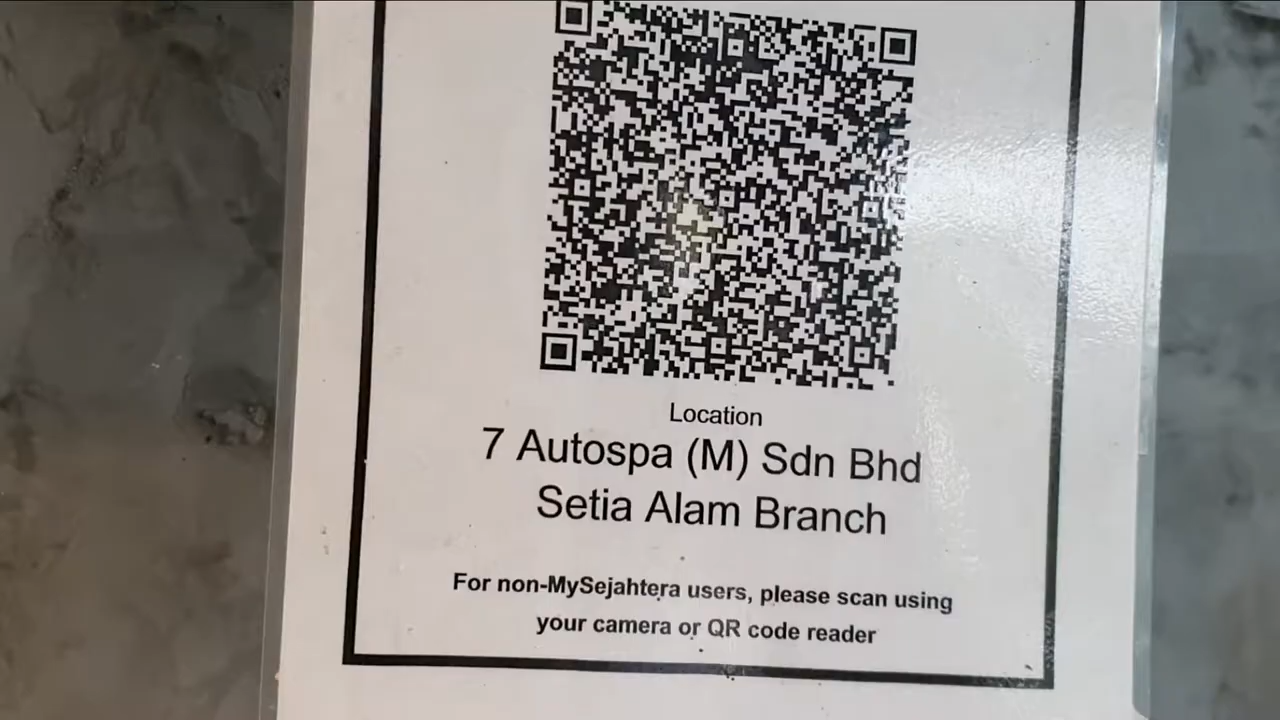 Location
7 Autospa (M) Sdn Bhd
Setia Alam Branch
For non-MySejahtera users, please scan using
your camera or QR code reader